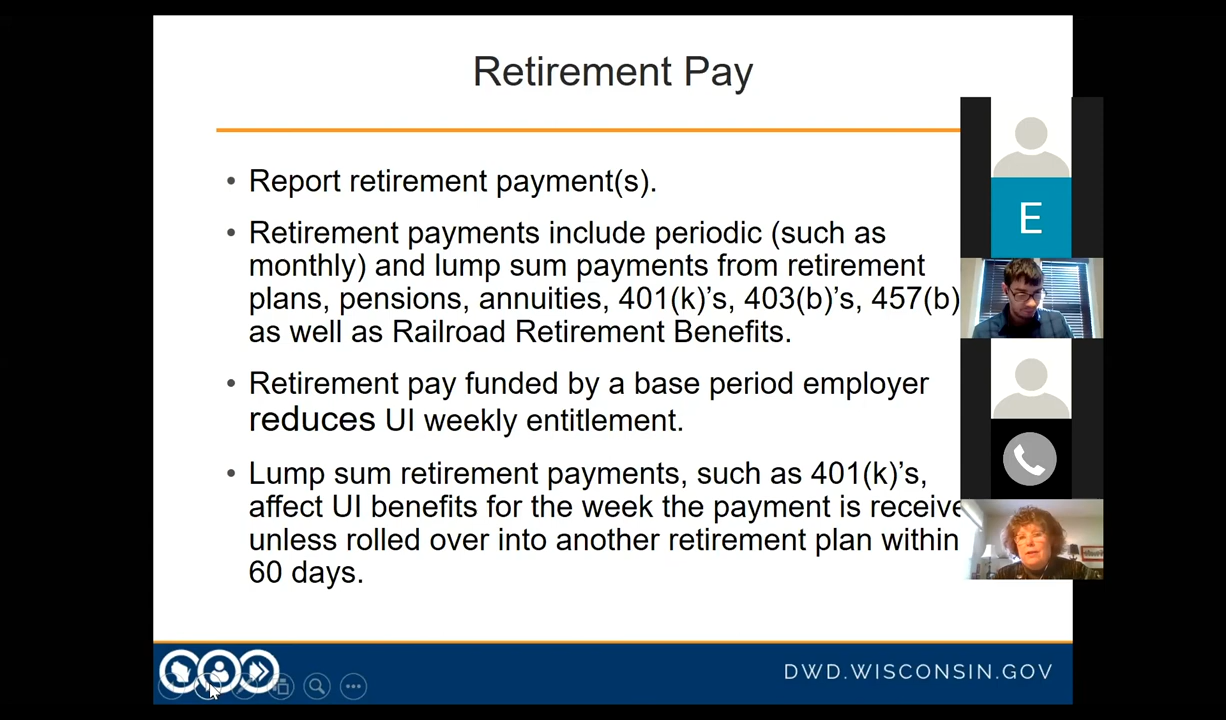 Retirement Pay
• Report retirement payment(s).
• Retirement payments include periodic (such as
monthly) and lump sum payments from retirement
plans, pensions, annuities, 401(k)'s, 403(b)'s, 457(b)
as well as Railroad Retirement Benefits.
• Retirement pay funded by a base period employer
reduces UI weekly entitlement.
• Lump sum retirement payments, such as 401(k)'s,
affect UI benefits for the week the payment is receive
unless rolled over into another retirement plan within
60 days.
E
DWD.WISCONSIN.GOV